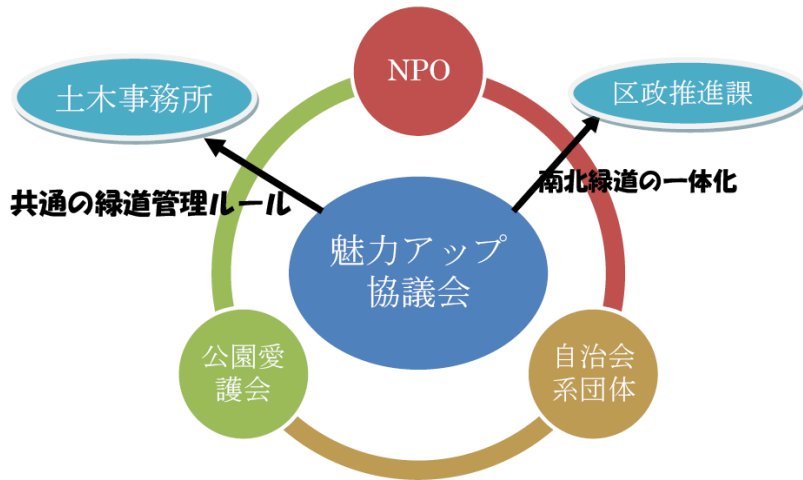 NPO
土木事務所
区政推進課
共通の緑道管理ルール
南北緑道の一体化
魅力アップ
協議会
公園愛
護会
自治会
系団体